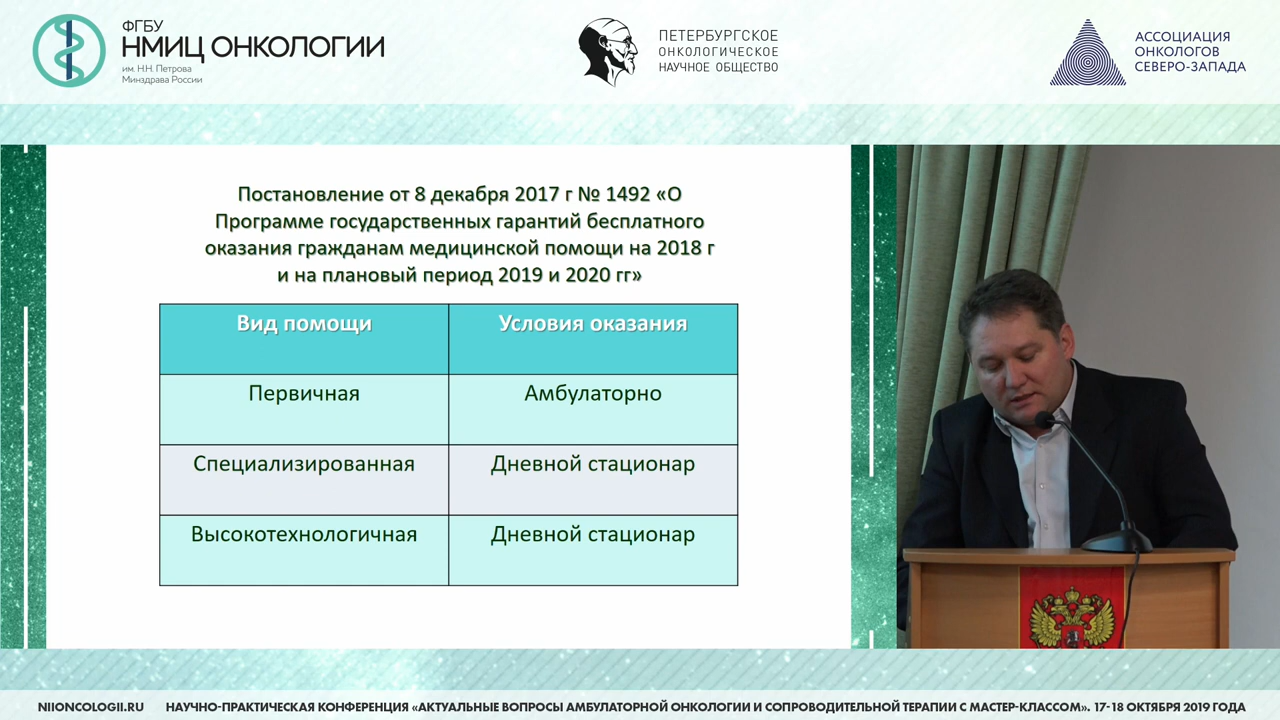 ФГБУ
НМИЦ ОНКОЛОГИИ
им. Н.Н. Петрова
Минздрава России
ПЕТЕРБУРГСКОЕ
ОНКОЛОГИЧЕСКОЕ
НАУЧНОЕ ОБЩЕСТВО
АССОЦИАЦИЯ
ОНКОЛОГОВ
СЕВЕРО-ЗАПАДА
Постановление от 8 декабря 2017 г № 1492 «О
Программе государственных гарантий бесплатного
оказания гражданам медицинской помощи на 2018 г
и на плановый период 2019 и 2020 гг»
Вид помощи Условия оказания
Первичная Амбулаторно
Специализированная Дневной стационар
Высокотехнологичная Дневной стационар
NIIONCOLOGII.RU НАУЧНО-ПРАКТИЧЕСКАЯ КОНФЕРЕНЦИЯ «АКТУАЛЬНЫЕ ВОПРОСЫ АМБУЛАТОРНОЙ ОНКОЛОГИИ И СОПРОВОДИТЕЛЬНОЙ ТЕРАПИИ С МАСТЕР-КЛАССОМ». 17-18 ОКТЯБРЯ 2019 ГОДА